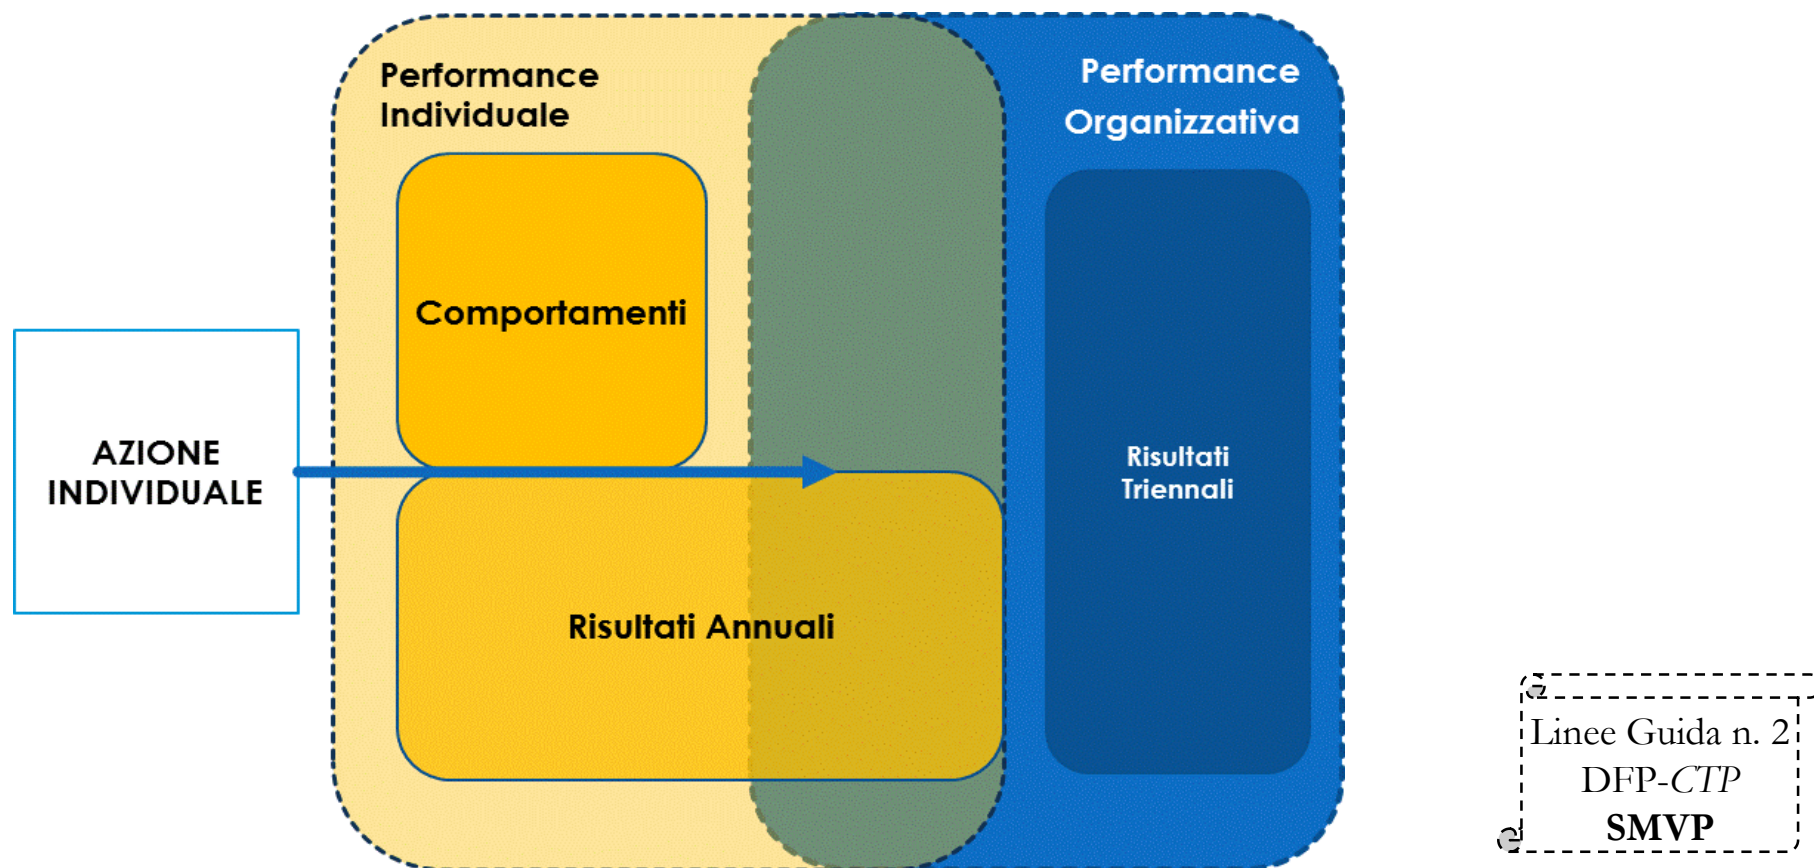 Performance
Individuale
Performance
Organizzativa
Comportamenti
AZIONE
INDIVIDUALE
Risultati
Triennali
Risultati Annuali
Linee Guida n. 2
DFP-CTP
SMVP